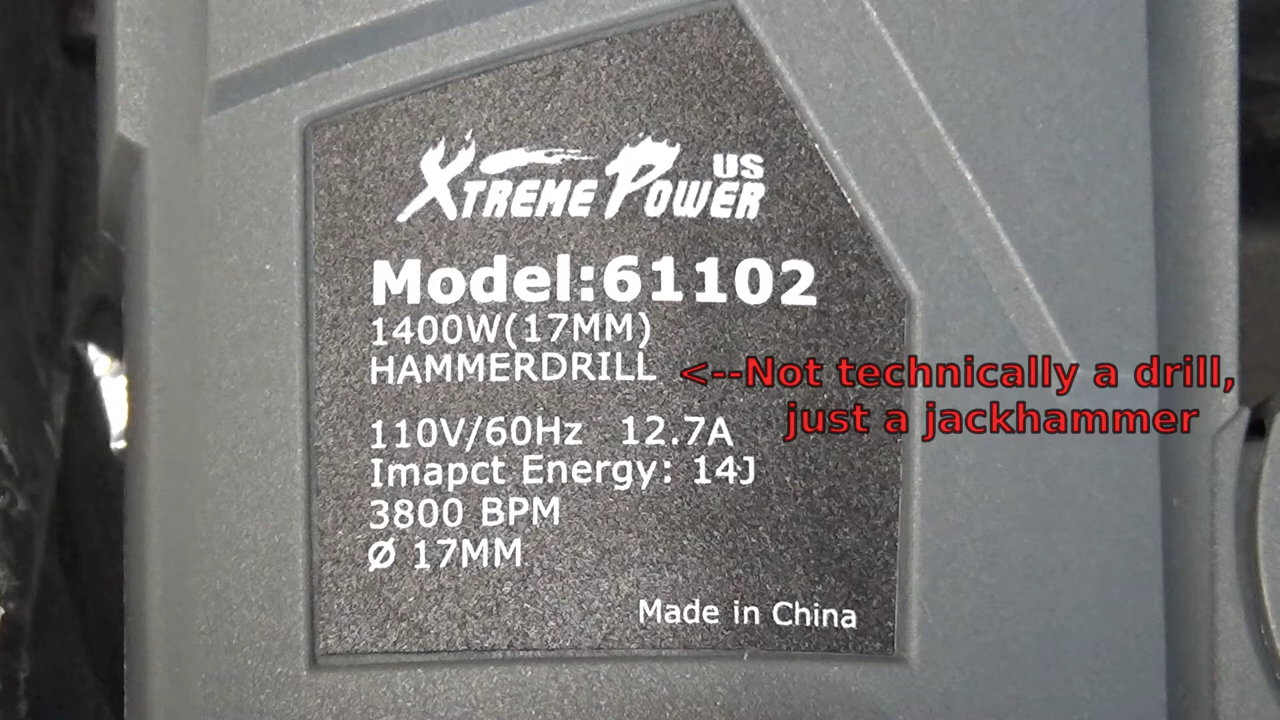 XTREME POWER US
Model:61102
1400W(17MM)
HAMMERDRILL <--Not technically a drill,
just a jackhammer
110V/60Hz 12.7A
Imapct Energy: 14J
3800 BPM
Ø 17MM
Made in China